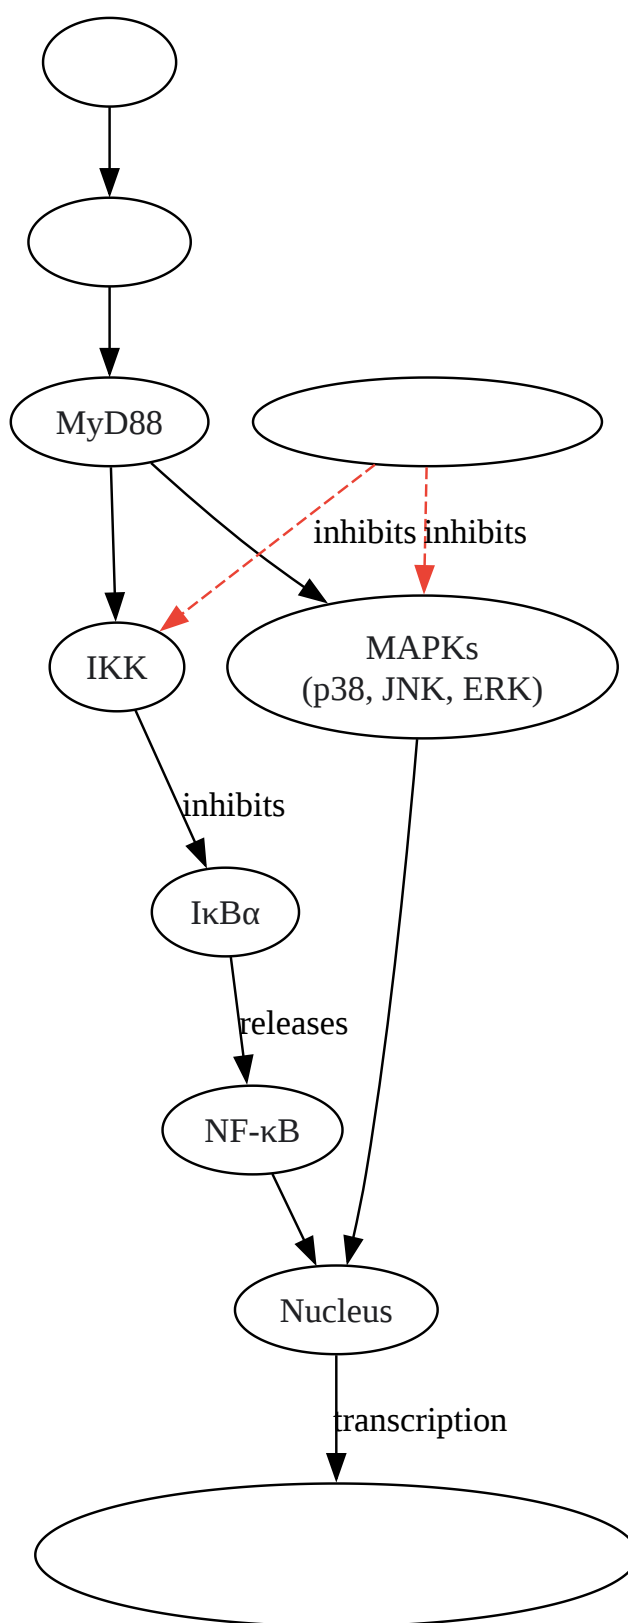 MyD88
inhibits inhibits
IKK
MAPKs
(p38, JNK, ERK)
inhibits
IκBα
releases
NF-κB
Nucleus
transcription